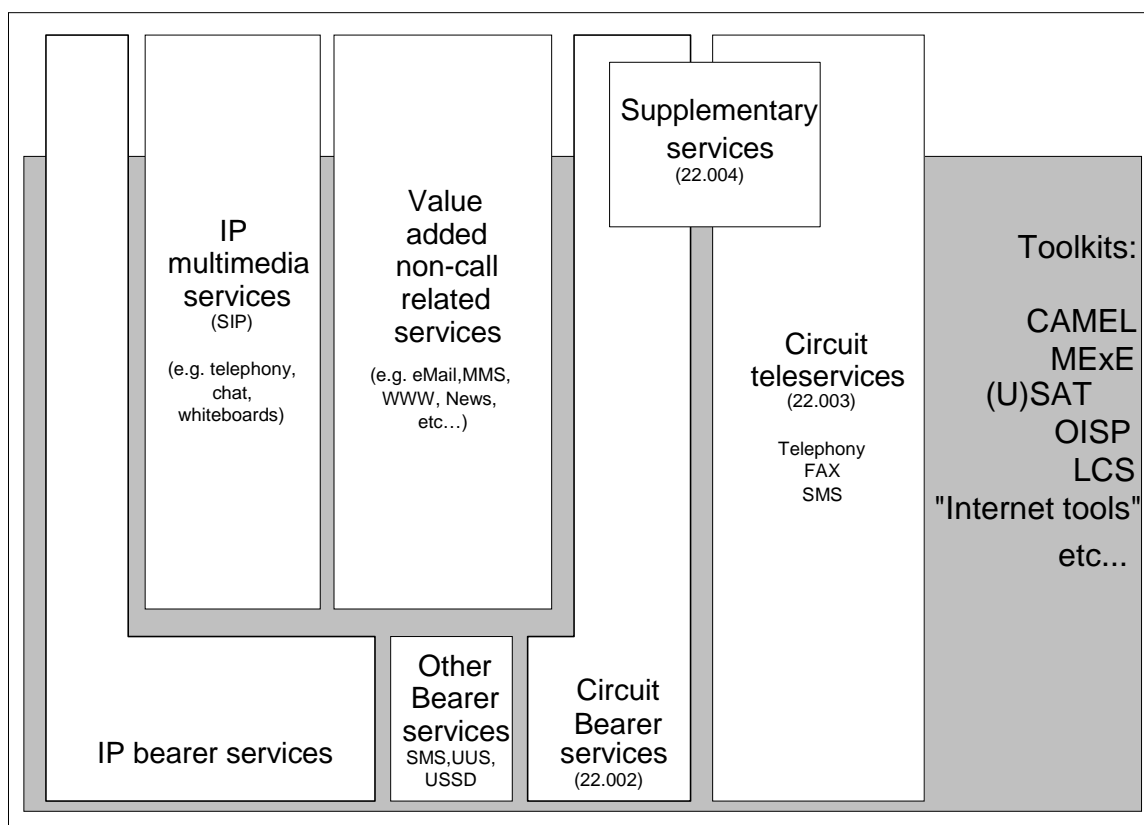 Supplementary
services
(22.004)
IP
multimedia
services
(SIP)
(e.g. telephony,
chat,
whiteboards)
Value
added
non-call
related
services
(e.g. eMail,MMS,
WWW, News,
etc…)
Circuit
teleservices
(22.003)
Telephony
FAX
SMS
Toolkits:
CAMEL
MExE
(U)SAT
OISP
LCS
"Internet tools"
etc...
IP bearer services
Other
Bearer
services
SMS,UUS,
USSD
Circuit
Bearer
services
(22.002)